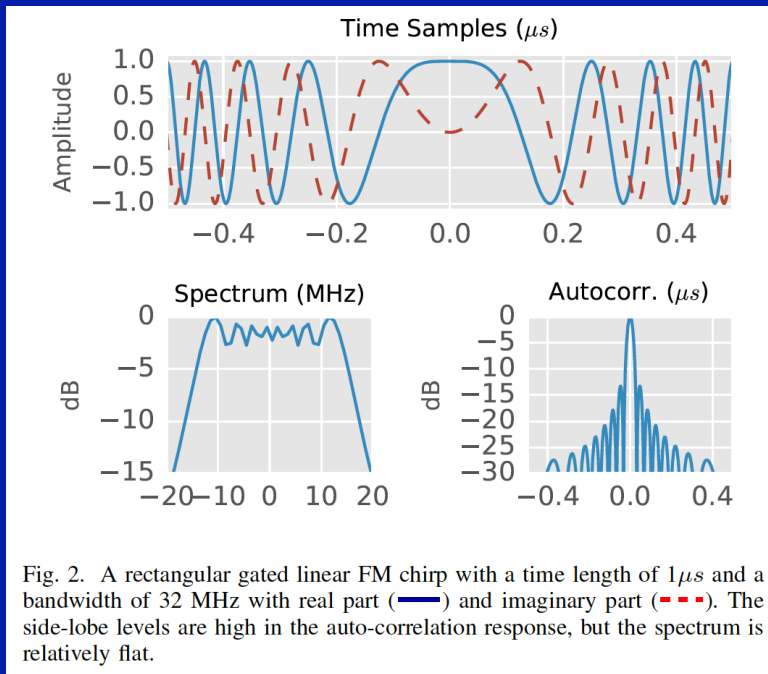 Time Samples (μs)
Amplitude
1.0
0.5
0.0
−0.5
−1.0
−0.4 −0.2 0.0 0.2 0.4
Spectrum (MHz)
dB
0
−5
−10
−15
−20 −10 0 10 20
Autocorr. (μs)
dB
0
−5
−10
−15
−20
−25
−30
−0.4 0.0 0.4
Fig. 2. A rectangular gated linear FM chirp with a time length of 1μs and a
bandwidth of 32 MHz with real part (——) and imaginary part (---). The
side-lobe levels are high in the auto-correlation response, but the spectrum is
relatively flat.